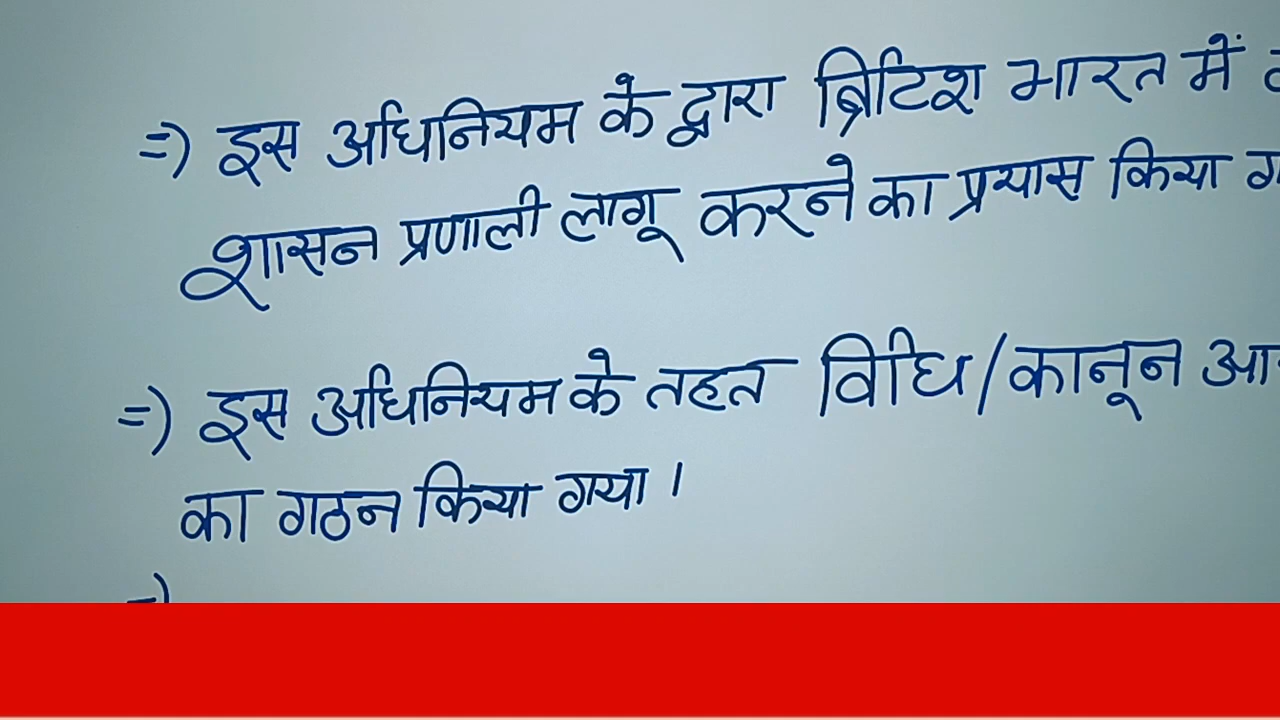 =) इस अधिनियम के द्वारा ब्रिटिश भारत में
शासन प्रणाली लागू करने का प्रयास किया
=) इस अधिनियम के तहत विधि/कानून
का गठन किया गया।
=)